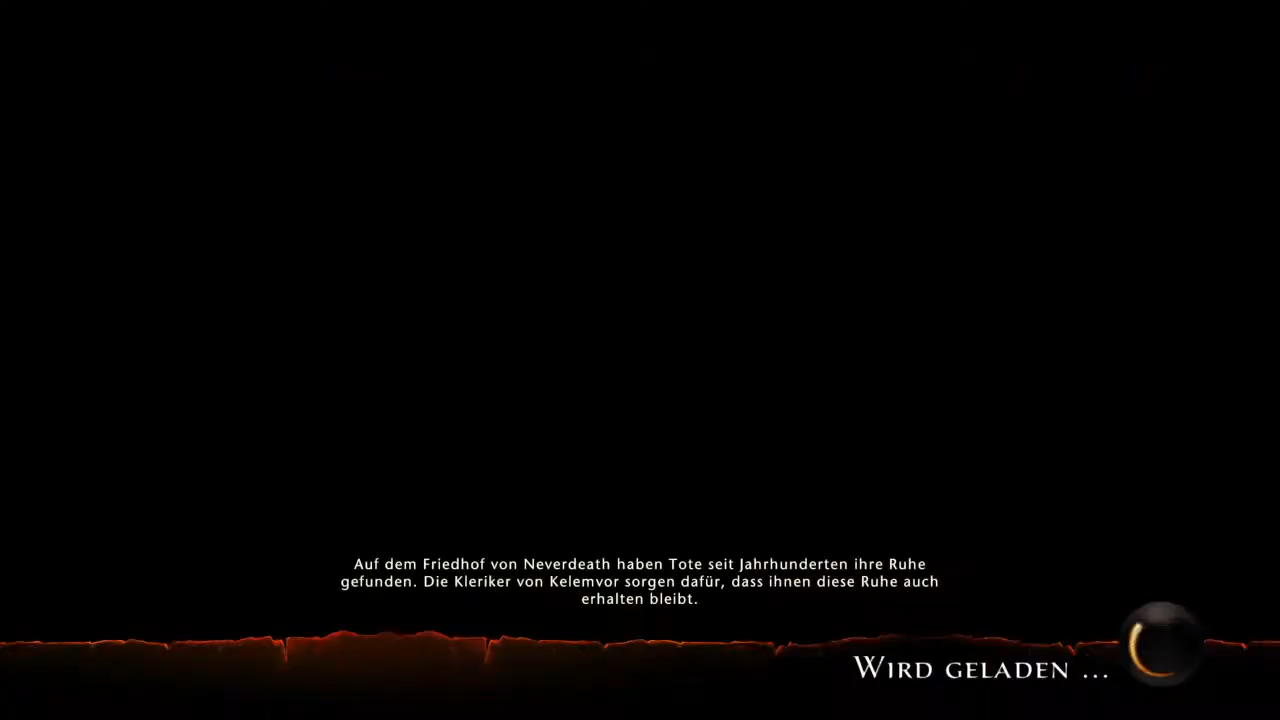 Auf dem Friedhof von Neverdeath haben Tote seit Jahrhunderten ihre Ruhe
gefunden. Die Kleriker von Kelemvor sorgen dafür, dass ihnen diese Ruhe auch
erhalten bleibt.
Wird geladen ...